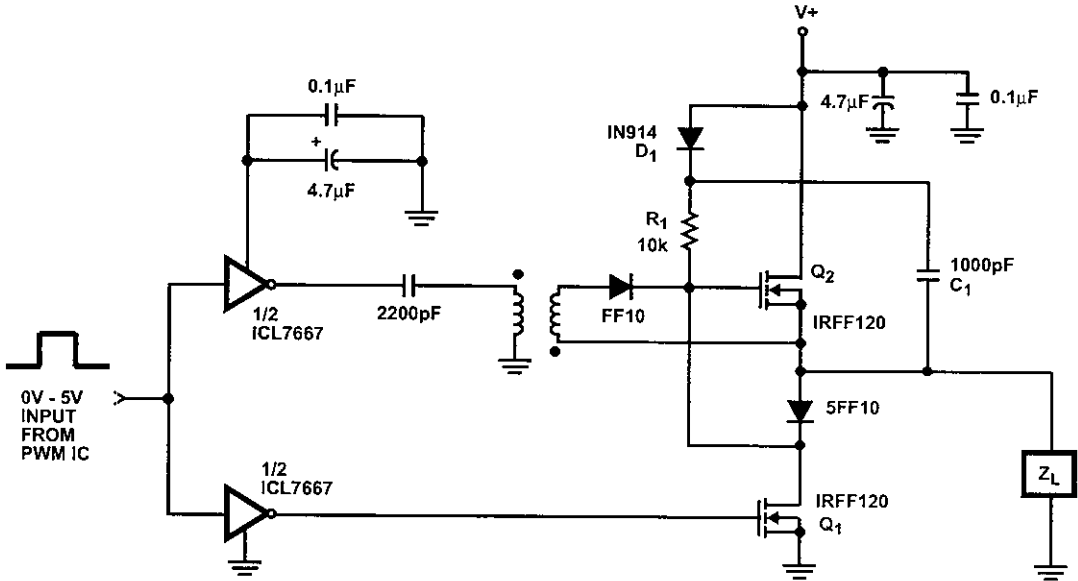 V+
0.1μF
4.7μF
0.1μF
+
4.7μF
IN914
D1
R1
10k
1000pF
C1
Q2
1/2
ICL7667
2200pF
FF10
IRFF120
0V - 5V
INPUT
FROM
PWM IC
5FF10
1/2
ICL7667
IRFF120
Q1
ZL